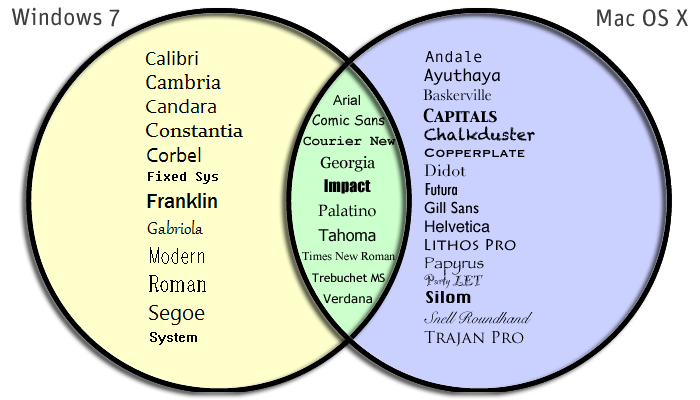 Windows 7
Mac OS X
Calibri
Cambria
Candara
Constantia
Corbel
Fixed Sys
Franklin
Gabriola
Modern
Roman
Segoe
System
Arial
Comic Sans
Courier New
Georgia
Impact
Palatino
Tahoma
Times New Roman
Trebuchet MS
Verdana
Andale
Ayuthaya
Baskerville
CAPITALS
Chalkduster
COPPERPLATE
Didot
Futura
Gill Sans
Helvetica
LITHOS PRO
Papyrus
Party LET
Silom
Snell Roundhand
TRAJAN PRO